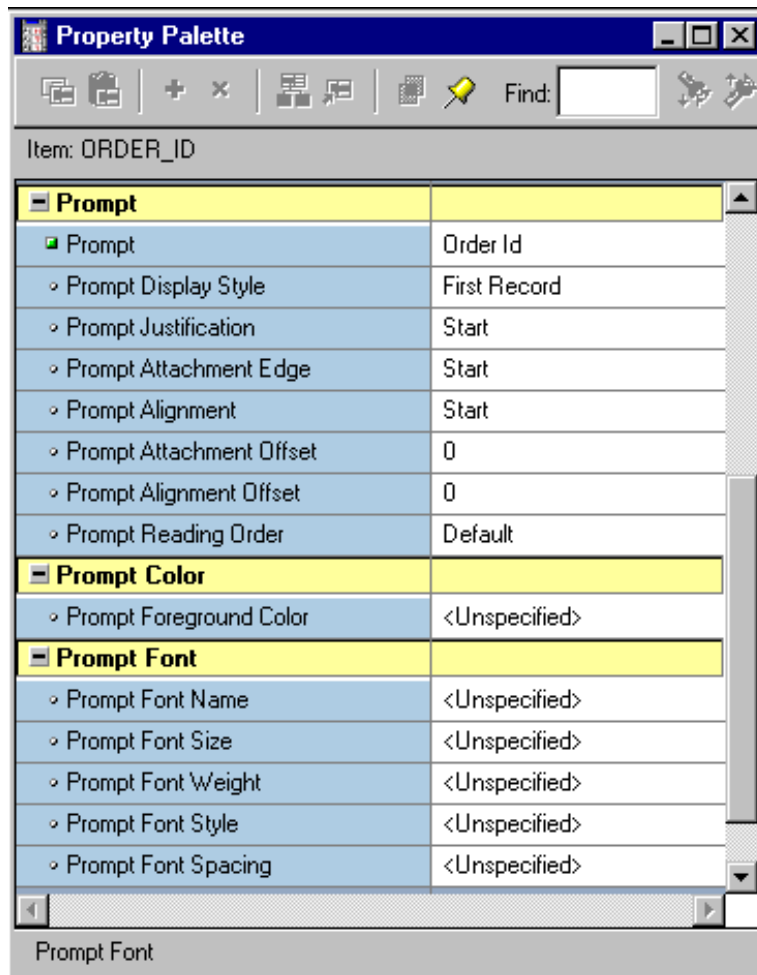 Property Palette
Find:
Item: ORDER_ID
Prompt
Prompt Order Id
Prompt Display Style First Record
Prompt Justification Start
Prompt Attachment Edge Start
Prompt Alignment Start
Prompt Attachment Offset 0
Prompt Alignment Offset 0
Prompt Reading Order Default
Prompt Color
Prompt Foreground Color <Unspecified>
Prompt Font
Prompt Font Name <Unspecified>
Prompt Font Size <Unspecified>
Prompt Font Weight <Unspecified>
Prompt Font Style <Unspecified>
Prompt Font Spacing <Unspecified>
Prompt Font